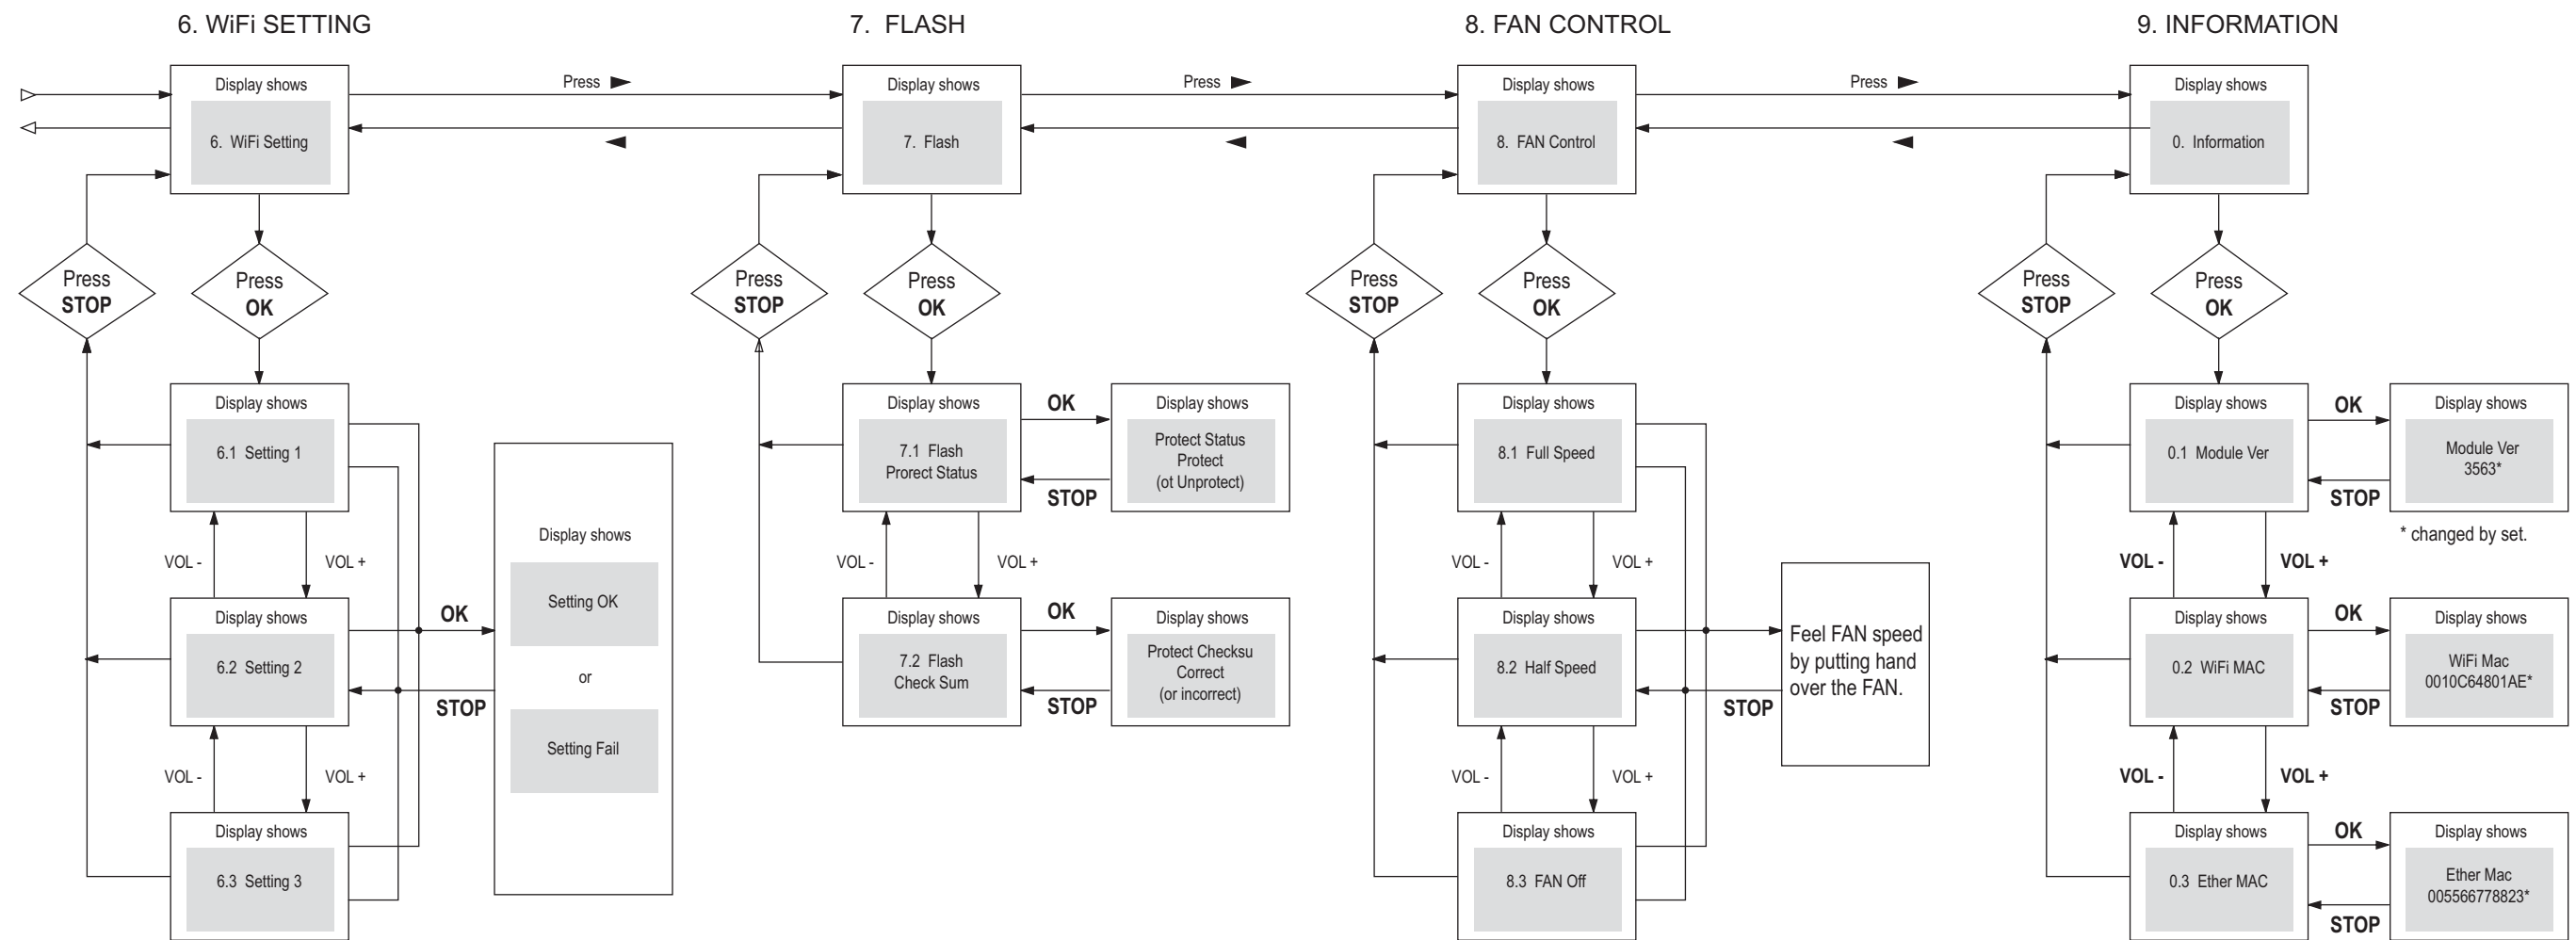 6. WiFi SETTING
Display shows
6. WiFi Setting
Press ►
◄
Press
STOP
Press
OK
Display shows
6.1 Setting 1
VOL -
VOL +
Display shows
6.2 Setting 2
VOL -
VOL +
Display shows
6.3 Setting 3
OK
STOP
Display shows
Setting OK
or
Setting Fail
7. FLASH
Display shows
7. Flash
Press ►
◄
Press
STOP
Press
OK
Display shows
7.1 Flash
Prorect Status
OK
STOP
Display shows
Protect Status
Protect
(ot Unprotect)
VOL -
VOL +
Display shows
7.2 Flash
Check Sum
OK
STOP
Display shows
Protect Checksu
Correct
(or incorrect)
8. FAN CONTROL
Display shows
8. FAN Control
Press ►
◄
Press
STOP
Press
OK
Display shows
8.1 Full Speed
VOL -
VOL +
Display shows
8.2 Half Speed
VOL -
VOL +
Display shows
8.3 FAN Off
STOP
Feel FAN speed
by putting hand
over the FAN.
9. INFORMATION
Display shows
0. Information
Press
STOP
Press
OK
Display shows
0.1 Module Ver
OK
STOP
Display shows
Module Ver
3563*
* changed by set.
VOL -
VOL +
Display shows
0.2 WiFi MAC
OK
STOP
Display shows
WiFi Mac
0010C64801AE*
VOL -
VOL +
Display shows
0.3 Ether MAC
OK
STOP
Display shows
Ether Mac
005566778823*